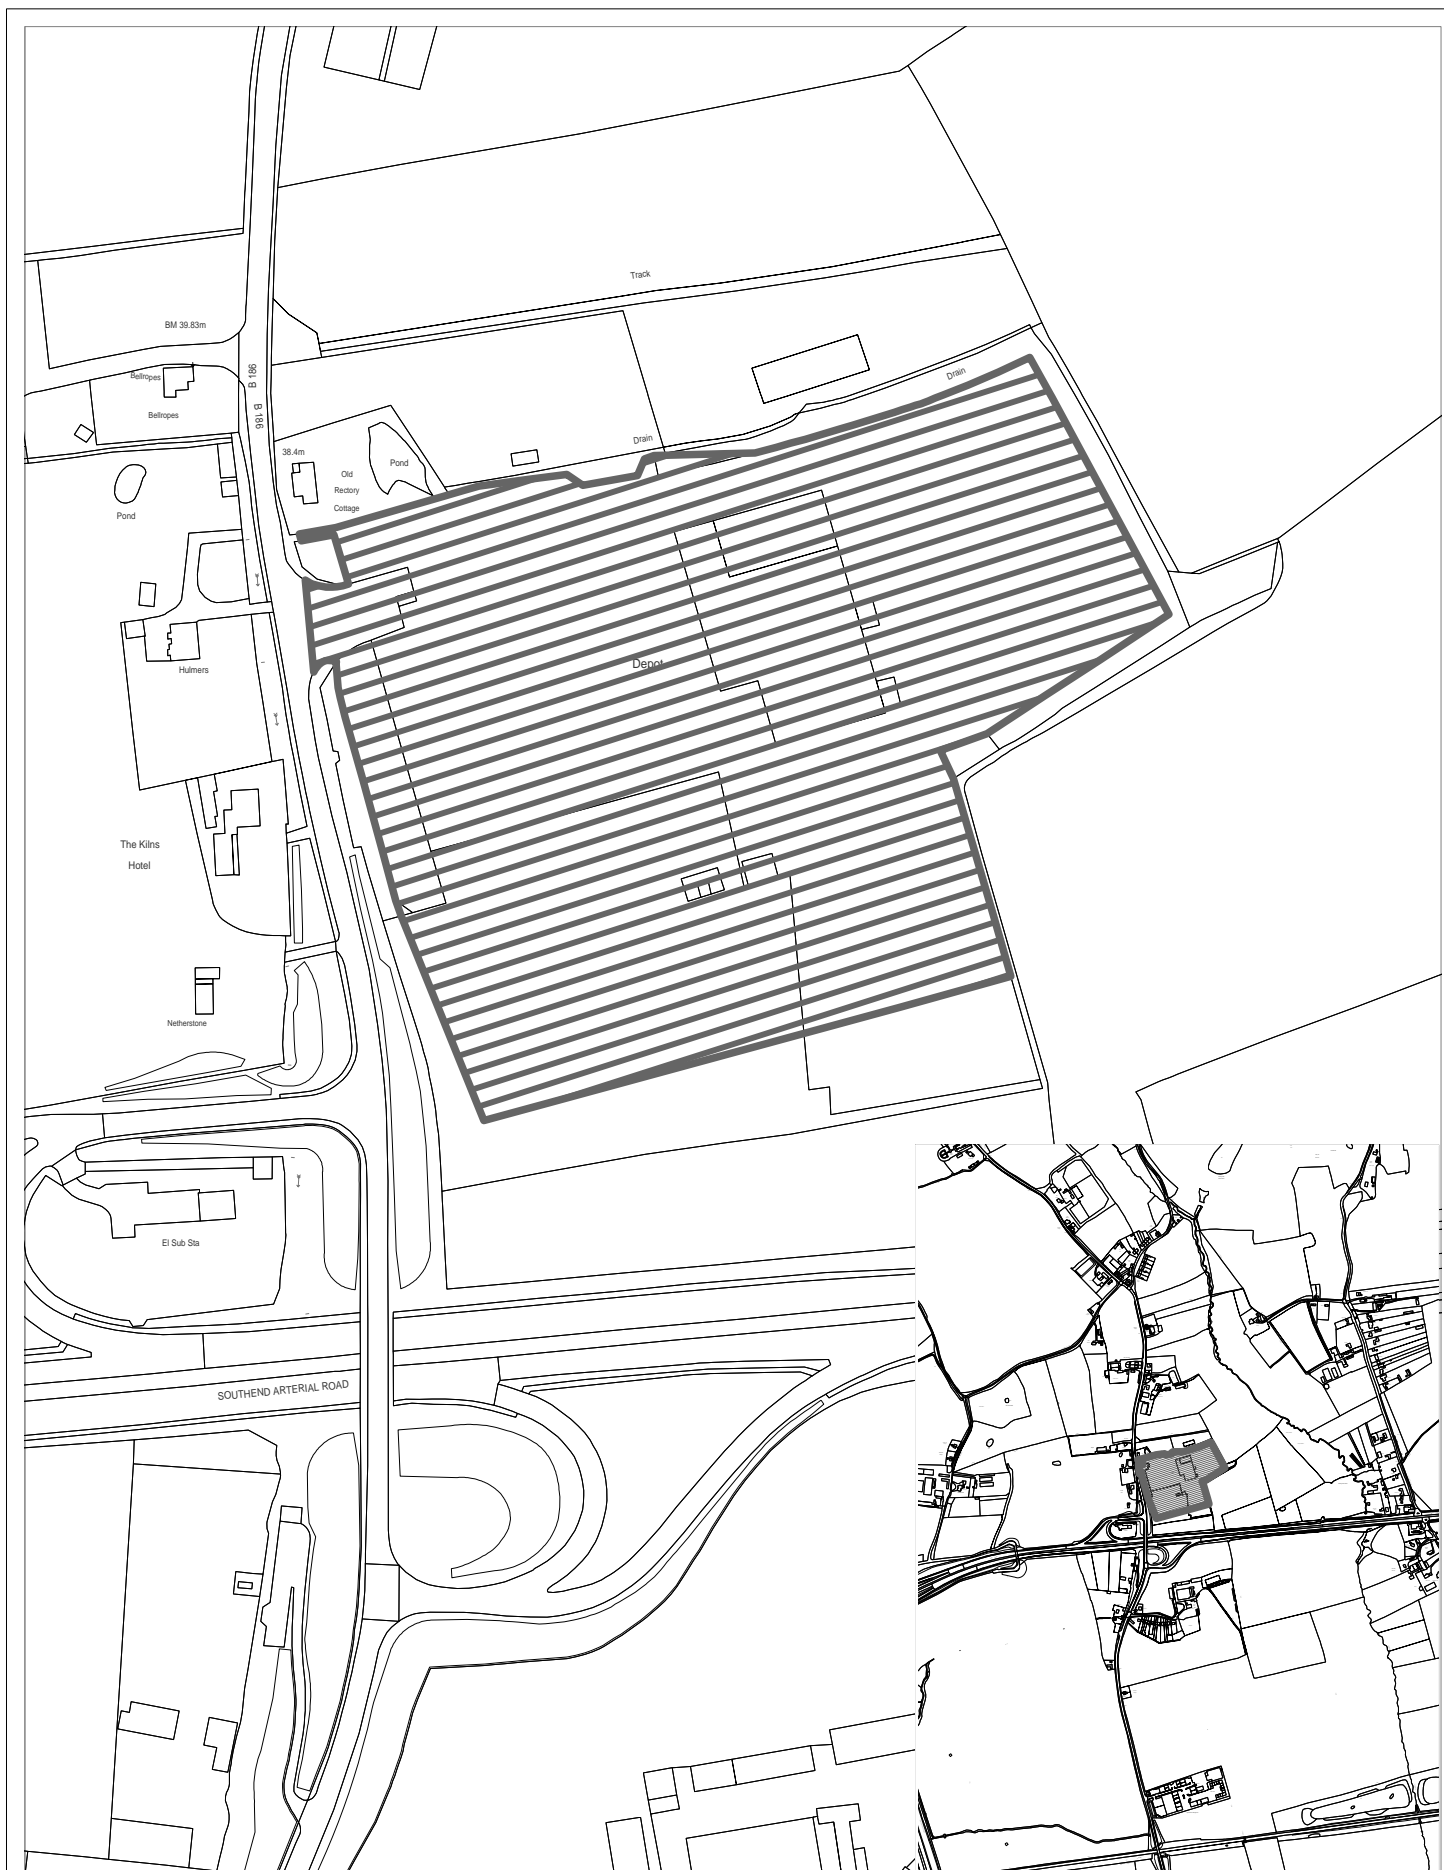 Track
BM 39.83m
Bellropes
Bellropes
B 186
B 186
Drain
Drain
38.4m
Pond
Old
Rectory
Cottage
Pond
Hulmers
Depot
The Kilns
Hotel
Netherstone
El Sub Sta
SOUTHEND ARTERIAL ROAD